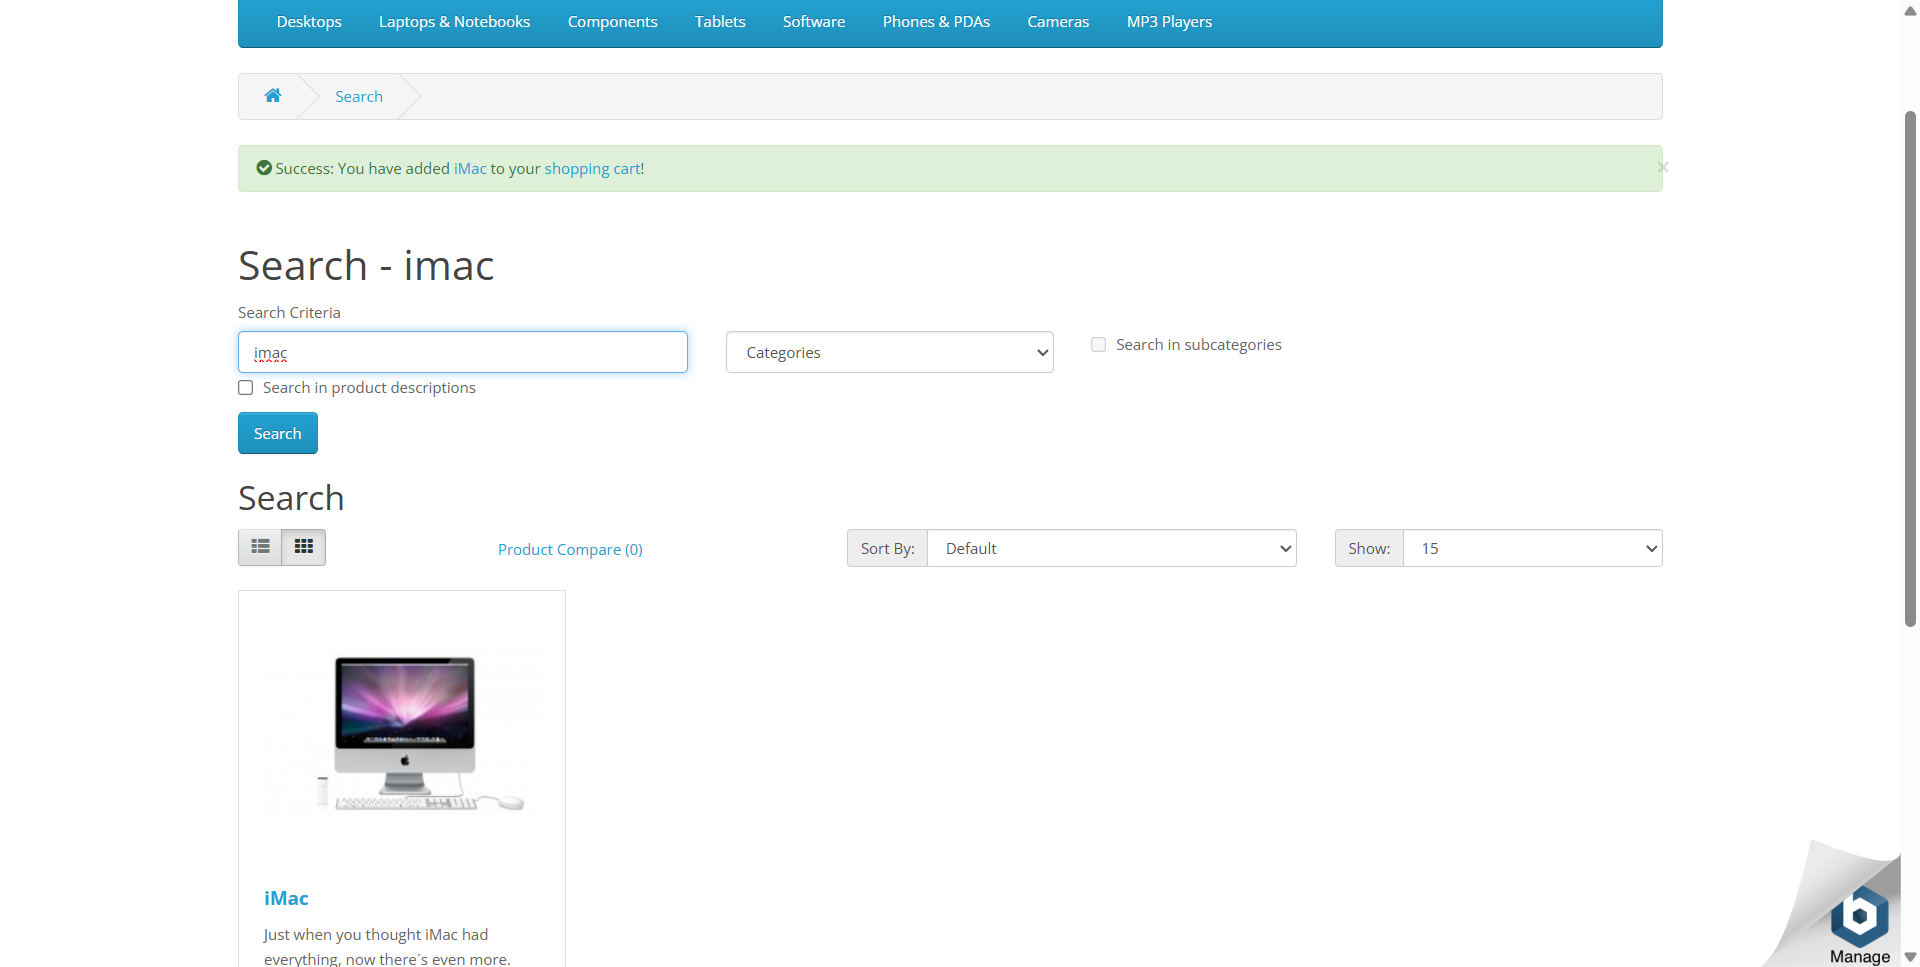 Desktops Laptops & Notebooks Components Tablets Software Phones & PDAs Cameras MP3 Players
Search
Success: You have added iMac to your shopping cart!
×
Search - imac
Search Criteria
imac
Categories
Search in subcategories
Search in product descriptions
Search
Search
Product Compare (0)
Sort By: Default
Show: 15
iMac
Just when you thought iMac had
everything, now there´s even more.
b
Manage